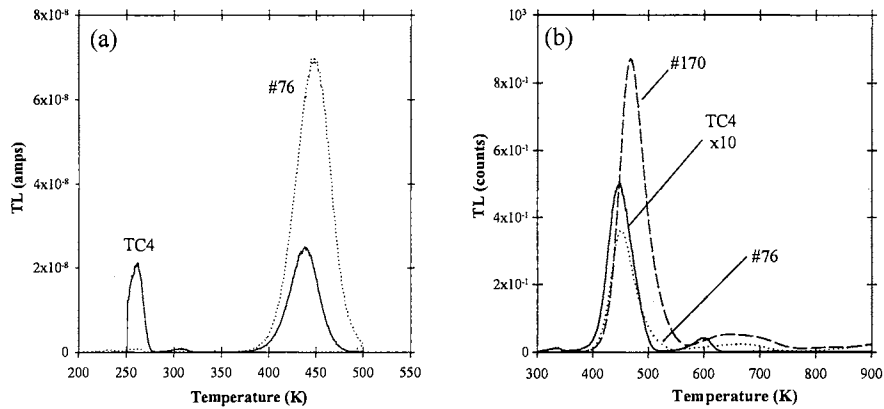 (a)
8x10⁻⁸
6x10⁻⁸
4x10⁻⁸
2x10⁻⁸
0
TL (amps)
#76
TC4
200 250 300 350 400 450 500 550
Temperature (K)
(b)
10³
8x10⁻¹
6x10⁻¹
4x10⁻¹
2x10⁻¹
0
TL (counts)
#170
TC4
x10
#76
300 400 500 600 700 800 900
Temperature (K)